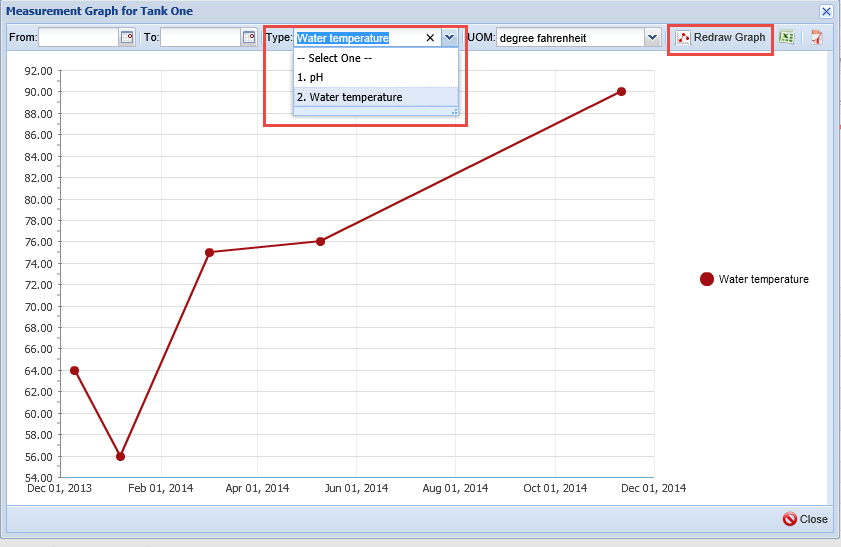 Measurement Graph for Tank One
From: To: Type: Water temperature UOM: degree fahrenheit Redraw Graph
-- Select One --
1. pH
2. Water temperature
92.00
90.00
88.00
86.00
84.00
82.00
80.00
78.00
76.00
74.00
72.00
70.00
68.00
66.00
64.00
62.00
60.00
58.00
56.00
54.00
Water temperature
Dec 01, 2013 Feb 01, 2014 Apr 01, 2014 Jun 01, 2014 Aug 01, 2014 Oct 01, 2014 Dec 01, 2014
Close